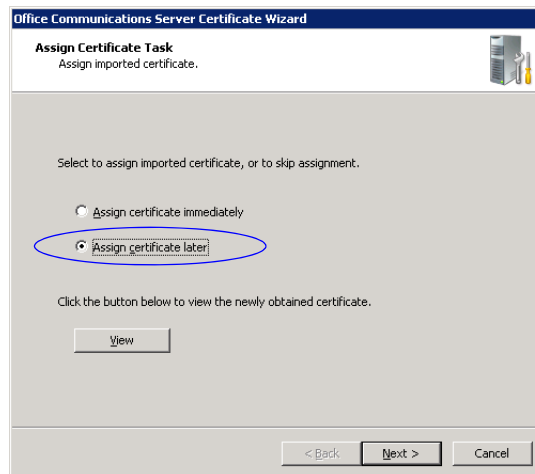 Office Communications Server Certificate Wizard
Assign Certificate Task
Assign imported certificate.
Select to assign imported certificate, or to skip assignment.
Assign certificate immediately
Assign certificate later
Click the button below to view the newly obtained certificate.
View
< Back Next > Cancel